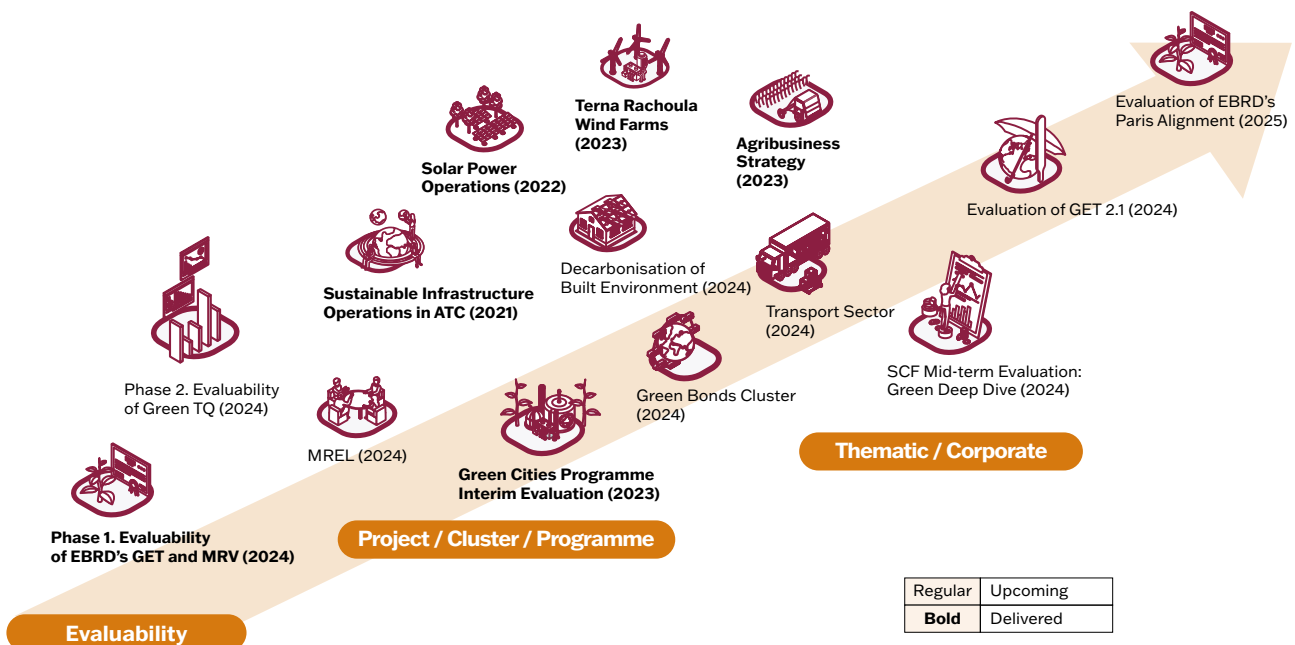 Evaluation of EBRD's
Paris Alignment (2025)
Terna Rachoula
Wind Farms
(2023)
Agribusiness
Strategy
(2023)
Solar Power
Operations (2022)
Evaluation of GET 2.1 (2024)
Decarbonisation of
Built Environment (2024)
Sustainable Infrastructure
Operations in ATC (2021)
Transport Sector
(2024)
Phase 2. Evaluability
of Green TQ (2024)
Green Bonds Cluster
(2024)
SCF Mid-term Evaluation:
Green Deep Dive (2024)
MREL (2024)
Thematic / Corporate
Green Cities Programme
Interim Evaluation (2023)
Phase 1. Evaluability
of EBRD's GET and MRV (2024)
Project / Cluster / Programme
Regular Upcoming
Bold Delivered
Evaluability